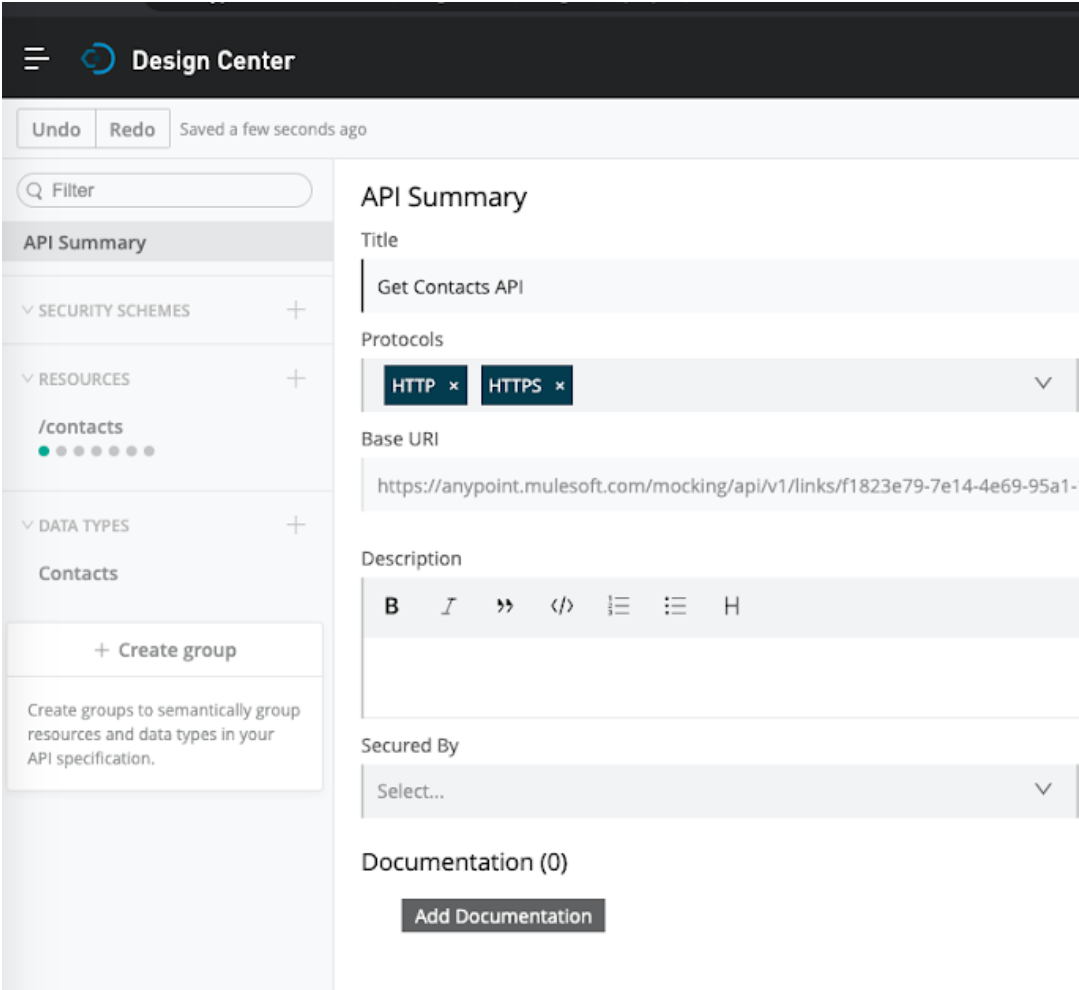 Design Center
Undo Redo Saved a few seconds ago
Filter
API Summary
SECURITY SCHEMES
RESOURCES
/contacts
DATA TYPES
Contacts
+ Create group
Create groups to semantically group
resources and data types in your
API specification.
API Summary
Title
Get Contacts API
Protocols
HTTP × HTTPS ×
Base URI
https://anypoint.mulesoft.com/mocking/api/v1/links/f1823e79-7e14-4e69-95a1-
Description
B I ” </> H
Secured By
Select...
Documentation (0)
Add Documentation